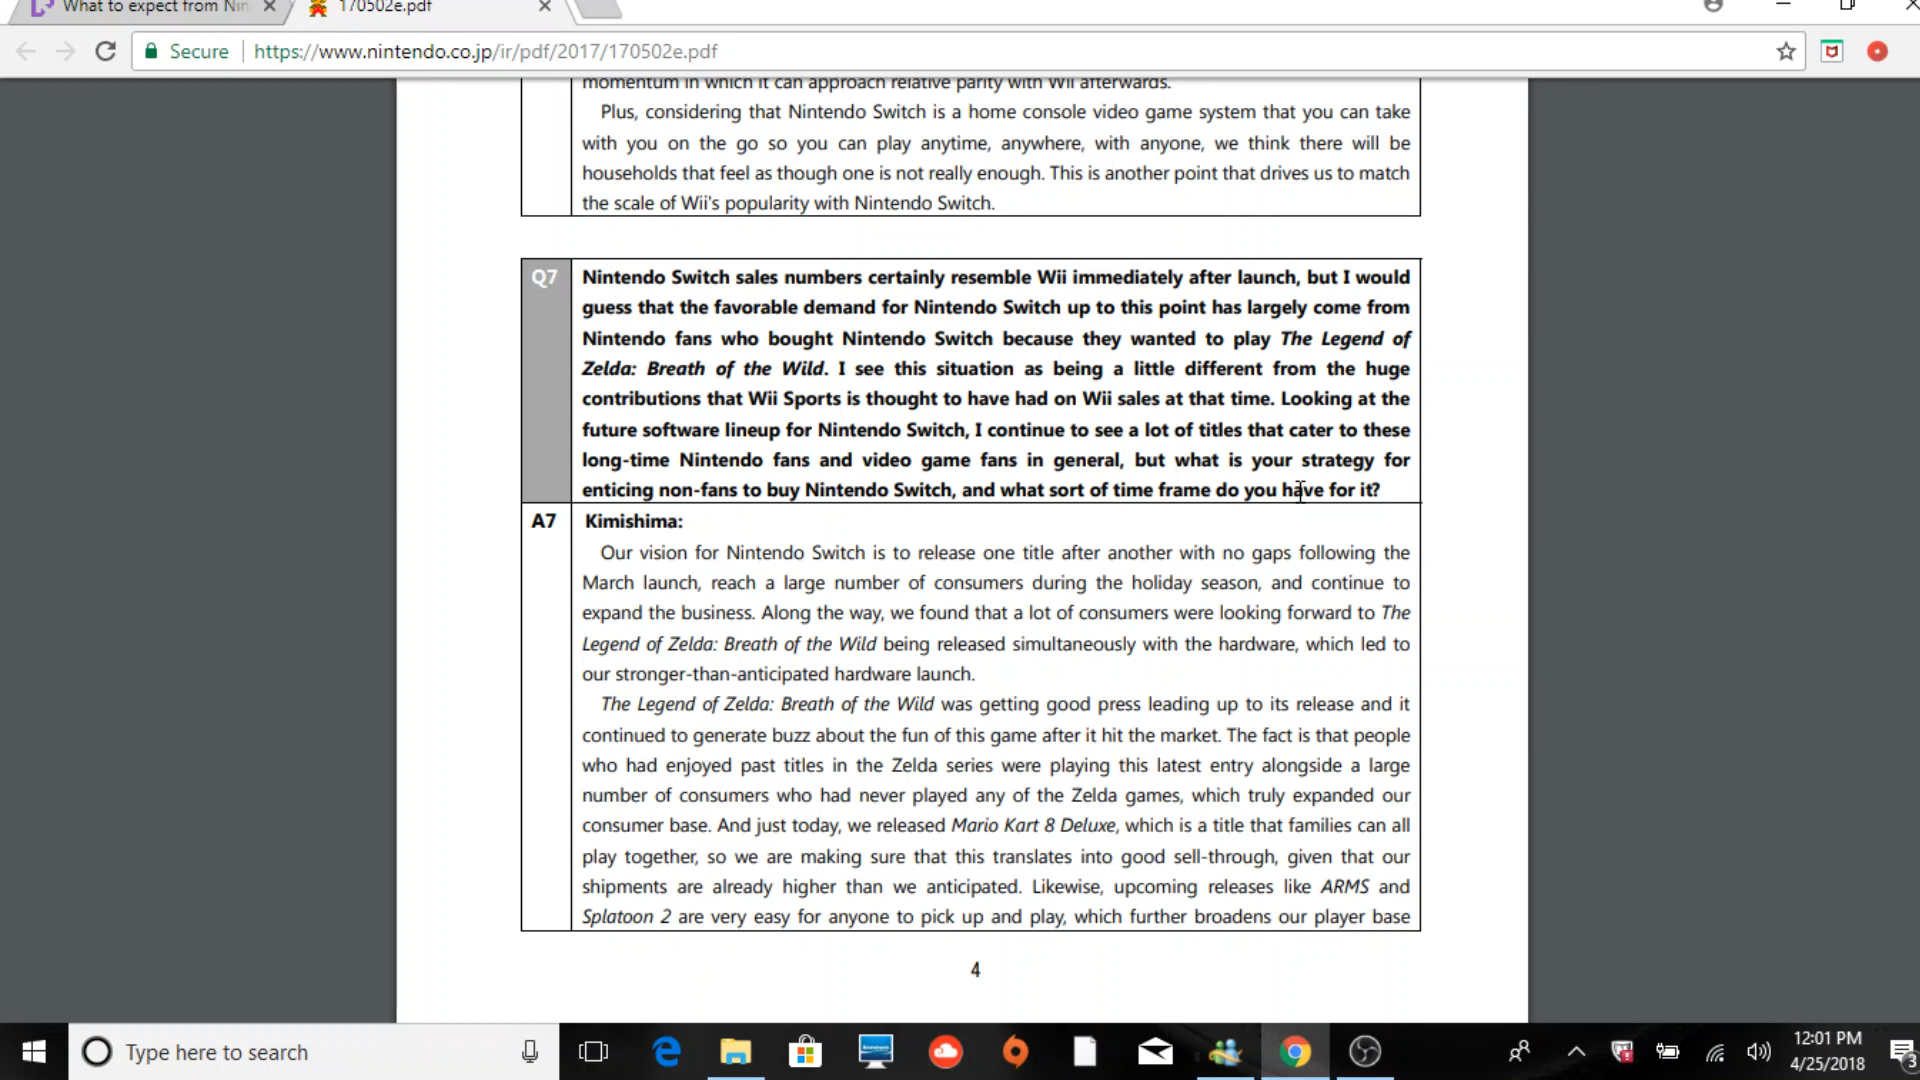 What to expect from Nin
170502e.pdf
Secure
https://www.nintendo.co.jp/ir/pdf/2017/170502e.pdf
momentum in which it can approach relative parity with Wii afterwards.
Plus, considering that Nintendo Switch is a home console video game system that you can take
with you on the go so you can play anytime, anywhere, with anyone, we think there will be
households that feel as though one is not really enough. This is another point that drives us to match
the scale of Wii's popularity with Nintendo Switch.
Q7
Nintendo Switch sales numbers certainly resemble Wii immediately after launch, but I would
guess that the favorable demand for Nintendo Switch up to this point has largely come from
Nintendo fans who bought Nintendo Switch because they wanted to play The Legend of
Zelda: Breath of the Wild. I see this situation as being a little different from the huge
contributions that Wii Sports is thought to have had on Wii sales at that time. Looking at the
future software lineup for Nintendo Switch, I continue to see a lot of titles that cater to these
long-time Nintendo fans and video game fans in general, but what is your strategy for
enticing non-fans to buy Nintendo Switch, and what sort of time frame do you have for it?
A7
Kimishima:
Our vision for Nintendo Switch is to release one title after another with no gaps following the
March launch, reach a large number of consumers during the holiday season, and continue to
expand the business. Along the way, we found that a lot of consumers were looking forward to The
Legend of Zelda: Breath of the Wild being released simultaneously with the hardware, which led to
our stronger-than-anticipated hardware launch.
The Legend of Zelda: Breath of the Wild was getting good press leading up to its release and it
continued to generate buzz about the fun of this game after it hit the market. The fact is that people
who had enjoyed past titles in the Zelda series were playing this latest entry alongside a large
number of consumers who had never played any of the Zelda games, which truly expanded our
consumer base. And just today, we released Mario Kart 8 Deluxe, which is a title that families can all
play together, so we are making sure that this translates into good sell-through, given that our
shipments are already higher than we anticipated. Likewise, upcoming releases like ARMS and
Splatoon 2 are very easy for anyone to pick up and play, which further broadens our player base
4
Type here to search
12:01 PM
4/25/2018
3